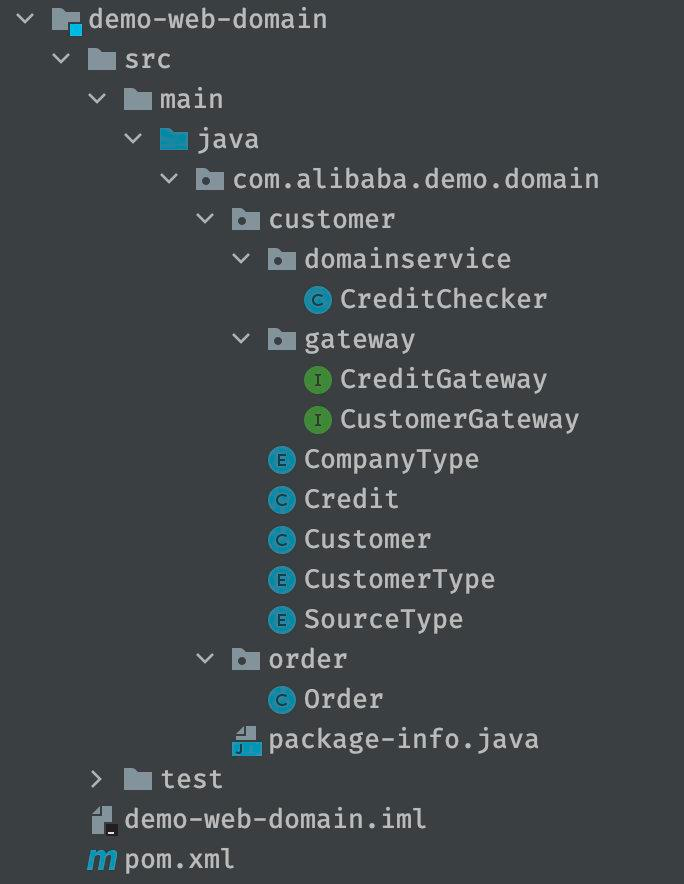 demo-web-domain
src
main
java
com.alibaba.demo.domain
customer
domainservice
C CreditChecker
gateway
I CreditGateway
I CustomerGateway
E CompanyType
C Credit
C Customer
E CustomerType
E SourceType
order
C Order
J package-info.java
test
demo-web-domain.iml
m pom.xml